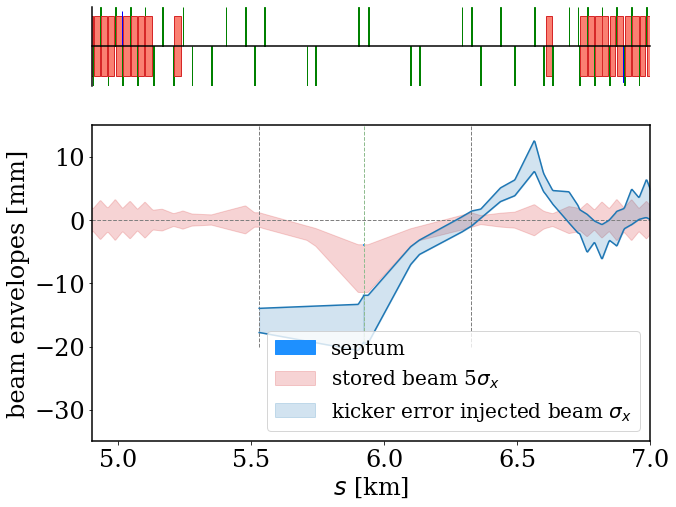 beam envelopes [mm]
10
0
−10
−20
−30
septum
stored beam 5σₓ
kicker error injected beam σₓ
5.0 5.5 6.0 6.5 7.0
s [km]